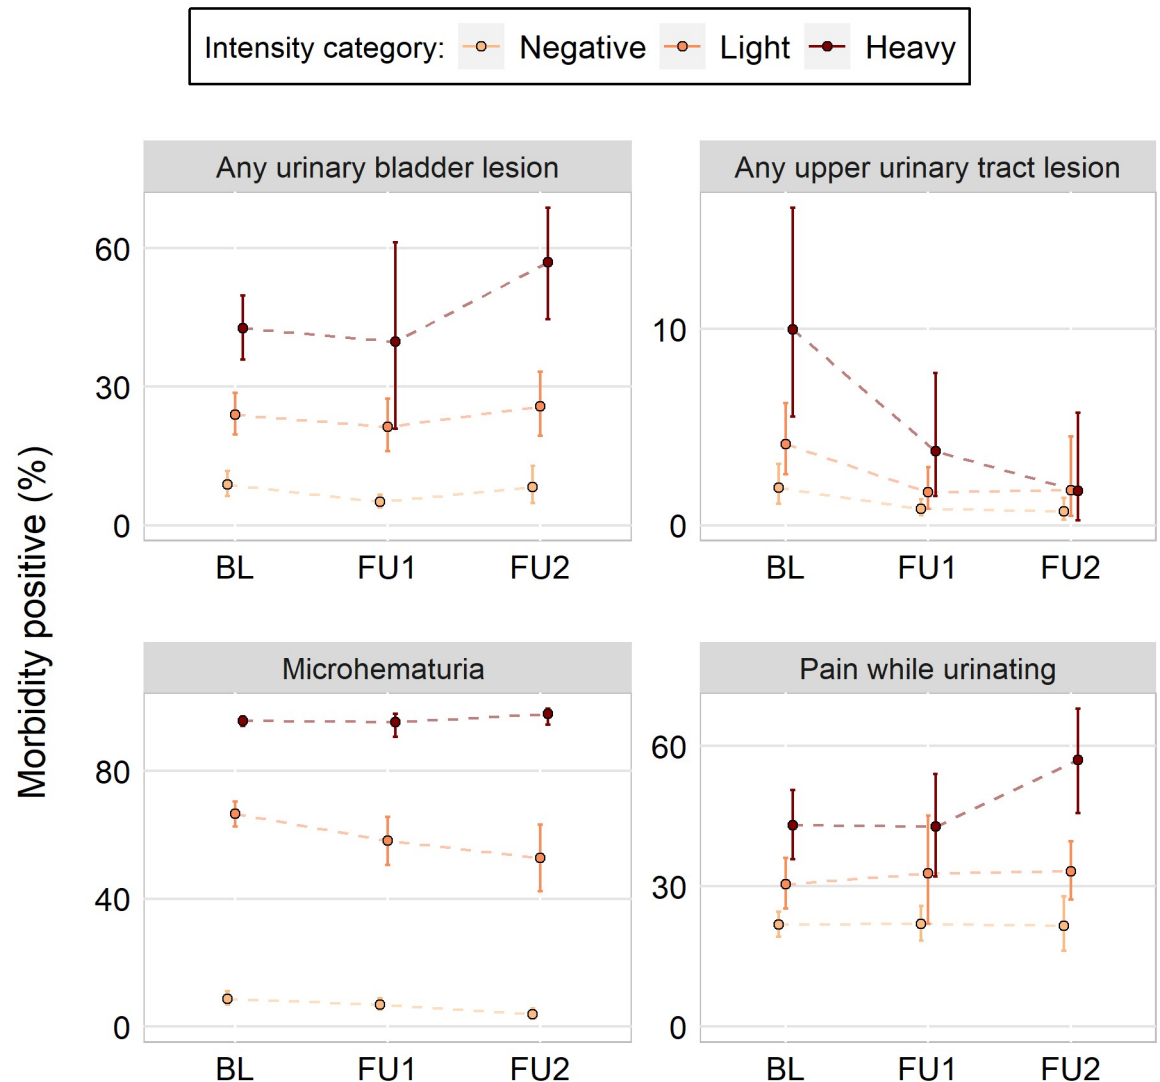 Intensity category: Negative Light Heavy
Morbidity positive (%)
Any urinary bladder lesion
60
30
0
BL FU1 FU2
Any upper urinary tract lesion
10
0
BL FU1 FU2
Microhematuria
80
40
0
BL FU1 FU2
Pain while urinating
60
30
0
BL FU1 FU2